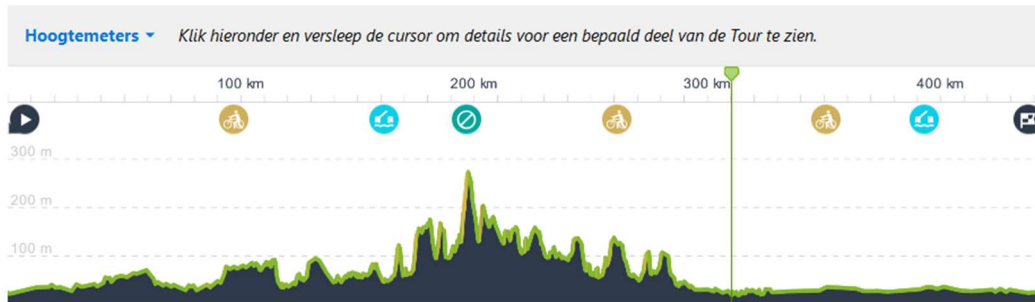 Hoogtemeters Klik hieronder en versleep de cursor om details voor een bepaald deel van de Tour te zien.
100 km 200 km 300 km 400 km
300 m
200 m
100 m